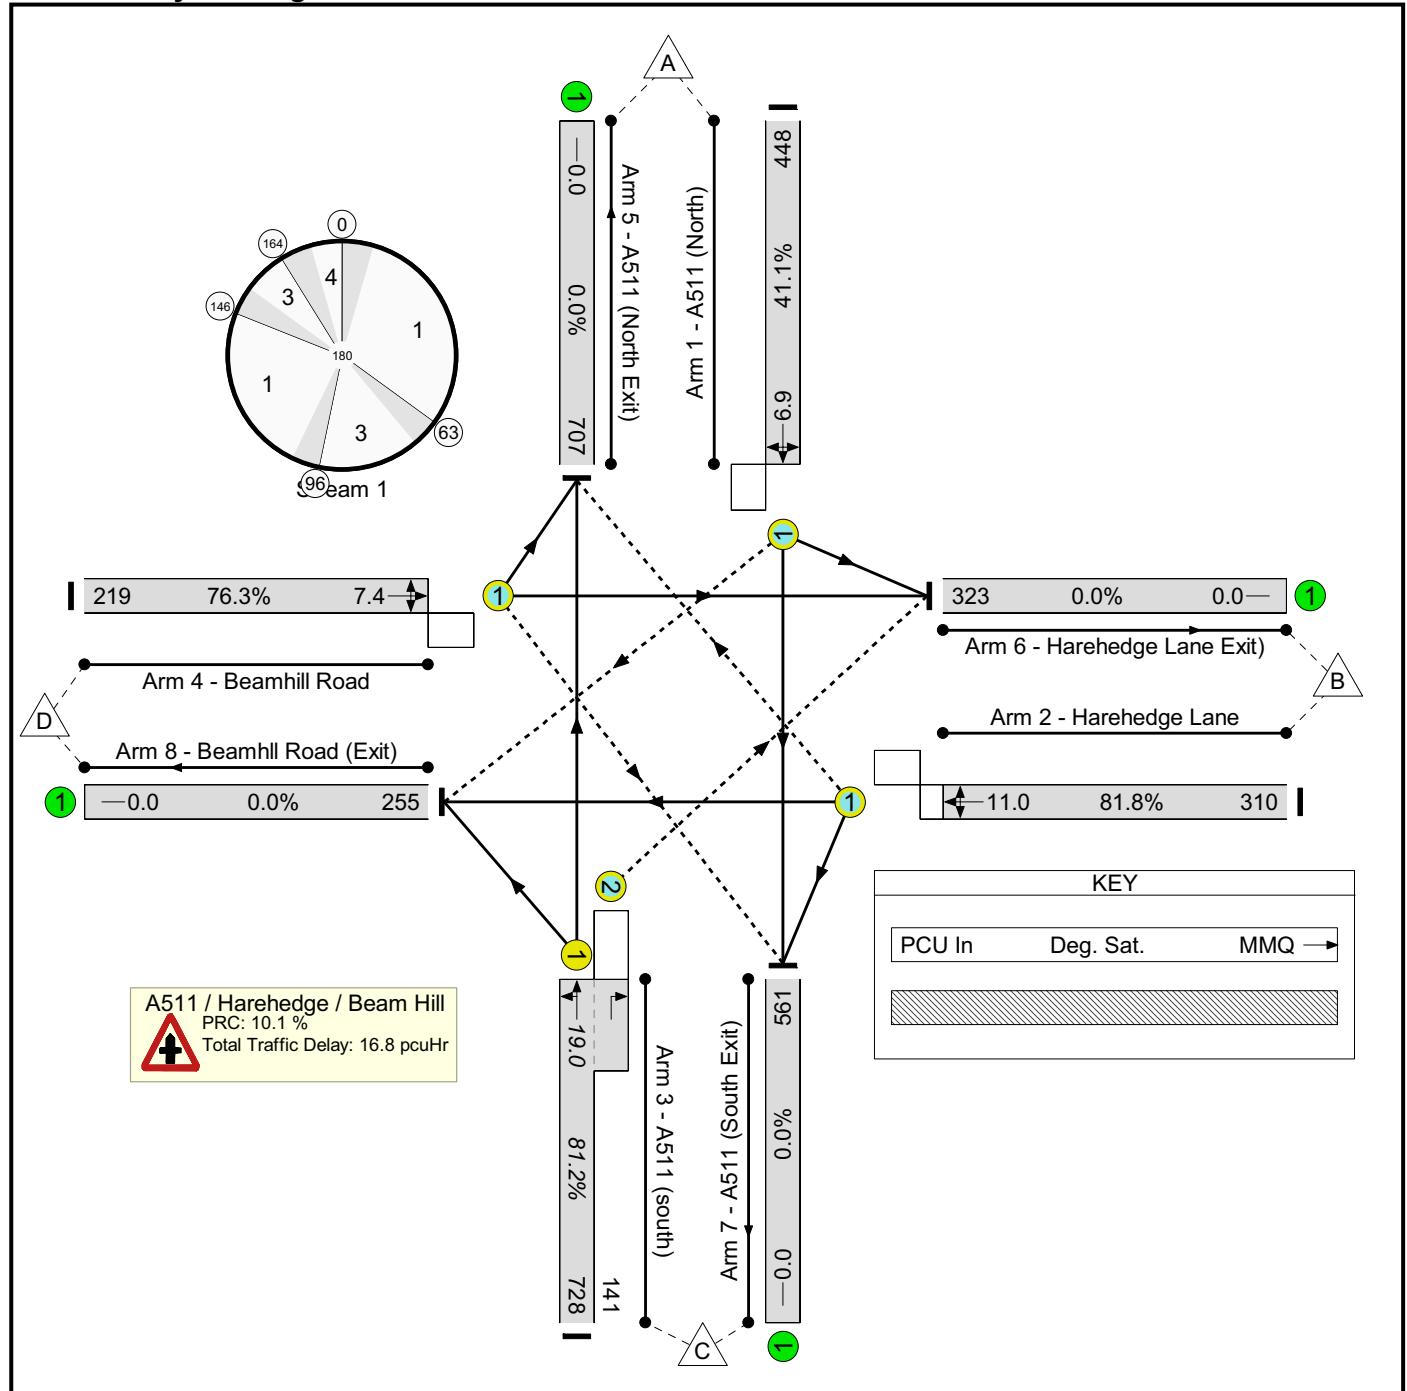 A
1
0.0
0.0%
707
Arm 5 - A511 (North Exit)
Arm 1 - A511 (North)
448
41.1%
6.9
0
164
146
4
3
1
1
180
3
63
96
eam 1
219 76.3% 7.4
1
1
323 0.0% 0.0
1
Arm 6 - Harehedge Lane Exit)
Arm 4 - Beamhill Road
B
D
Arm 2 - Harehedge Lane
Arm 8 - Beamhll Road (Exit)
1
0.0 0.0% 255
1
11.0 81.8% 310
2
1
KEY
PCU In Deg. Sat. MMQ
A511 / Harehedge / Beam Hill
PRC: 10.1 %
Total Traffic Delay: 16.8 pcuHr
19.0
81.2%
728
141
Arm 3 - A511 (south)
Arm 7 - A511 (South Exit)
561
0.0%
0.0
C
1